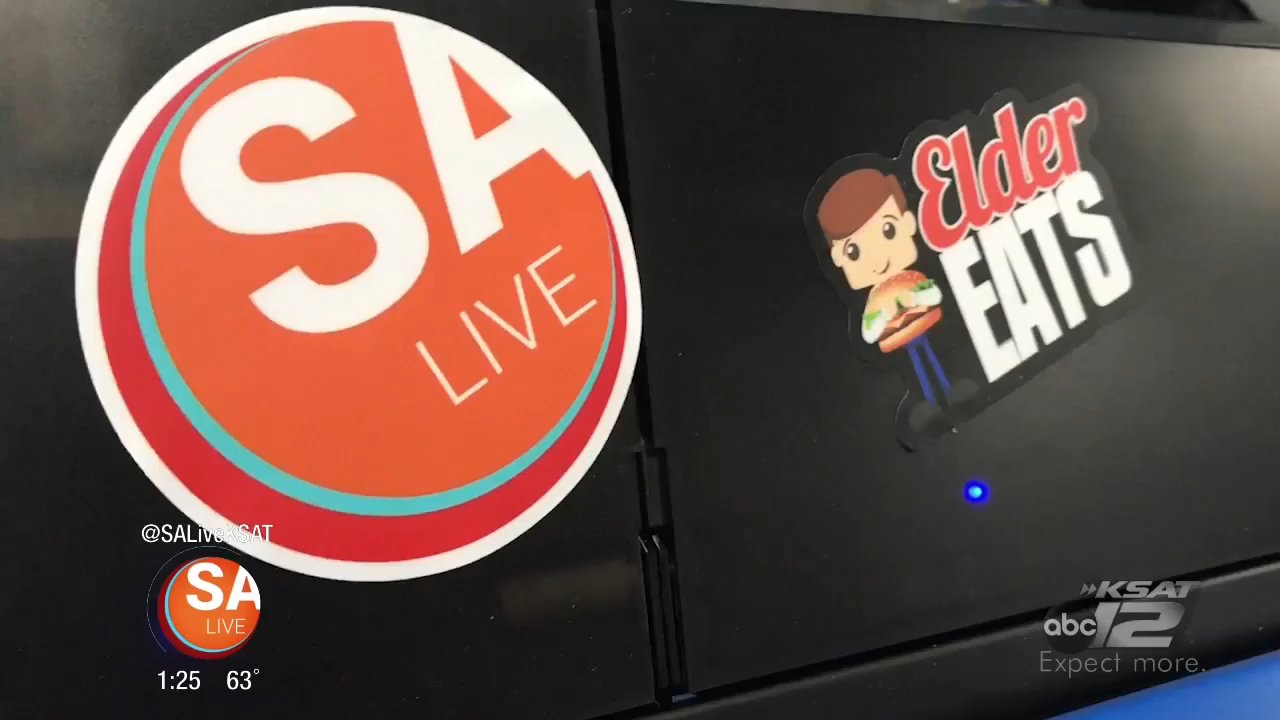 SA
LIVE
Elder
EATS
@SALiveKSAT
SA
LIVE
1:25 63°
KSAT
abc 12
Expect more.